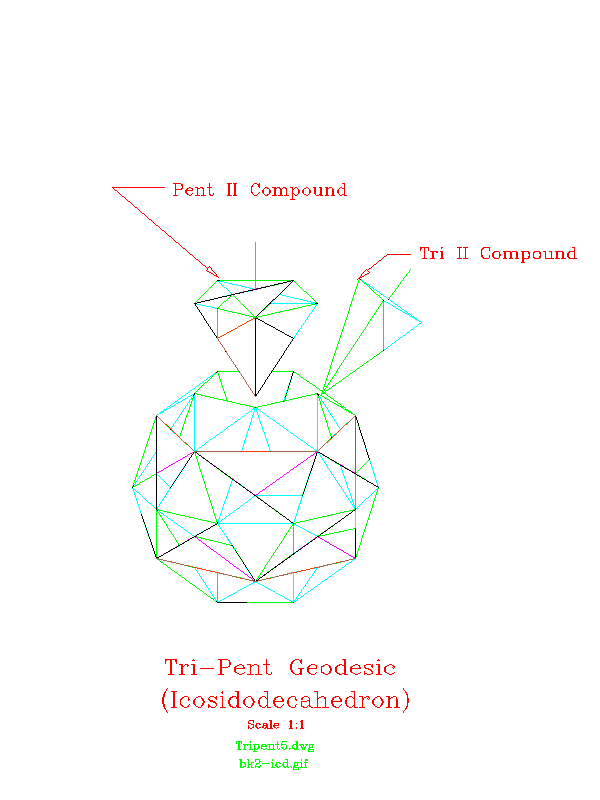 Pent II Compound
Tri II Compound
Tri-Pent Geodesic
(Icosidodecahedron)
Scale 1:1
Tripent5.dwg
bk2-icd.gif